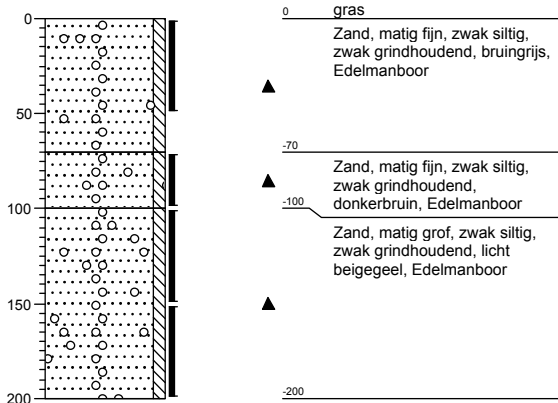 0
50
100
150
200
0
gras
Zand, matig fijn, zwak siltig,
zwak grindhoudend, bruingrijs,
Edelmanboor
-70
Zand, matig fijn, zwak siltig,
zwak grindhoudend,
donkerbruin, Edelmanboor
-100
Zand, matig grof, zwak siltig,
zwak grindhoudend, licht
beigegeel, Edelmanboor
-200